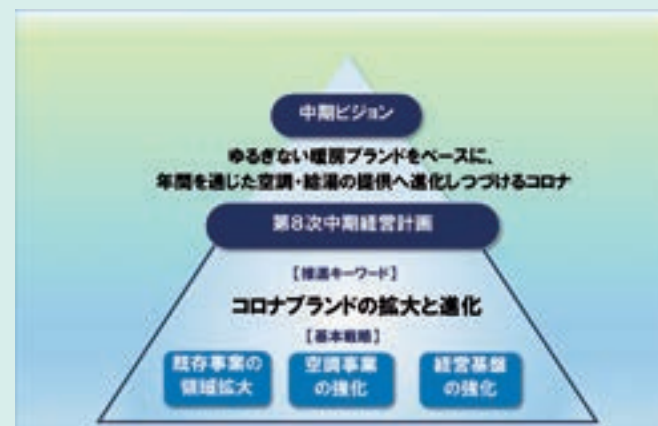 中期ビジョン
ゆるぎない暖房ブランドをベースに、
年間を通じた空調・給湯の提供へ進化しつづけるコロナ
第8次中期経営計画
【推進キーワード】
コロナブランドの拡大と進化
【基本戦略】
既存事業の
領域拡大
空調事業
の強化
経営基盤
の強化